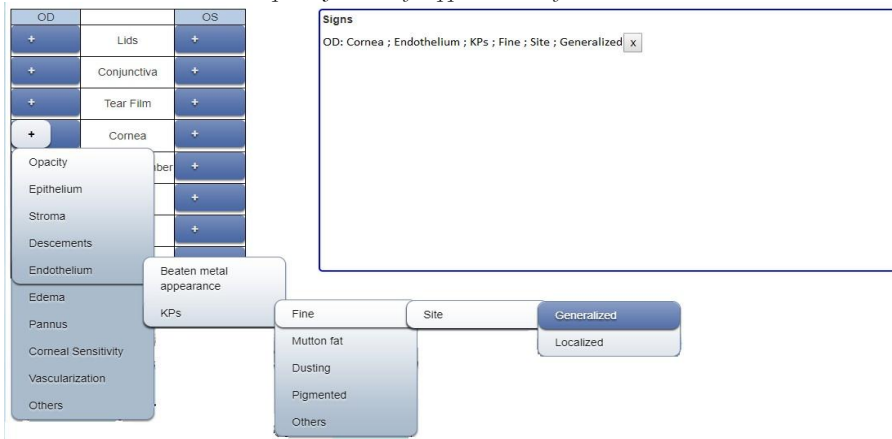 OD OS
+ Lids +
+ Conjunctiva +
+ Tear Film +
+ Cornea +
ber +
+
+
Opacity
Epithelium
Stroma
Descements
Endothelium
Edema
Pannus
Corneal Sensitivity
Vascularization
Others
Beaten metal
appearance
KPs
Fine
Mutton fat
Dusting
Pigmented
Others
Site
Generalized
Localized
Signs
OD: Cornea ; Endothelium ; KPs ; Fine ; Site ; Generalized x